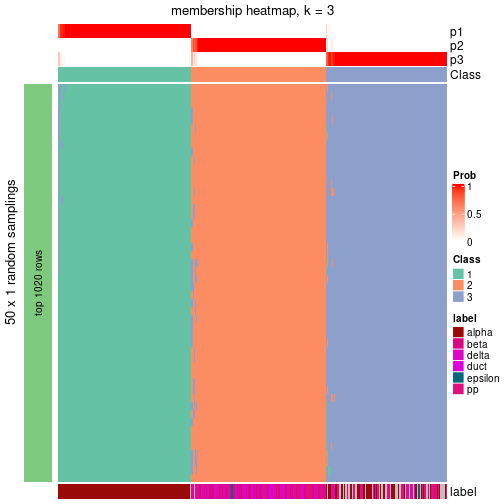 membership heatmap, k = 3
p1
p2
p3
Class
50 x 1 random samplings
top 1020 rows
Prob
1
0.5
0
Class
1
2
3
label
alpha
beta
delta
duct
epsilon
pp
label